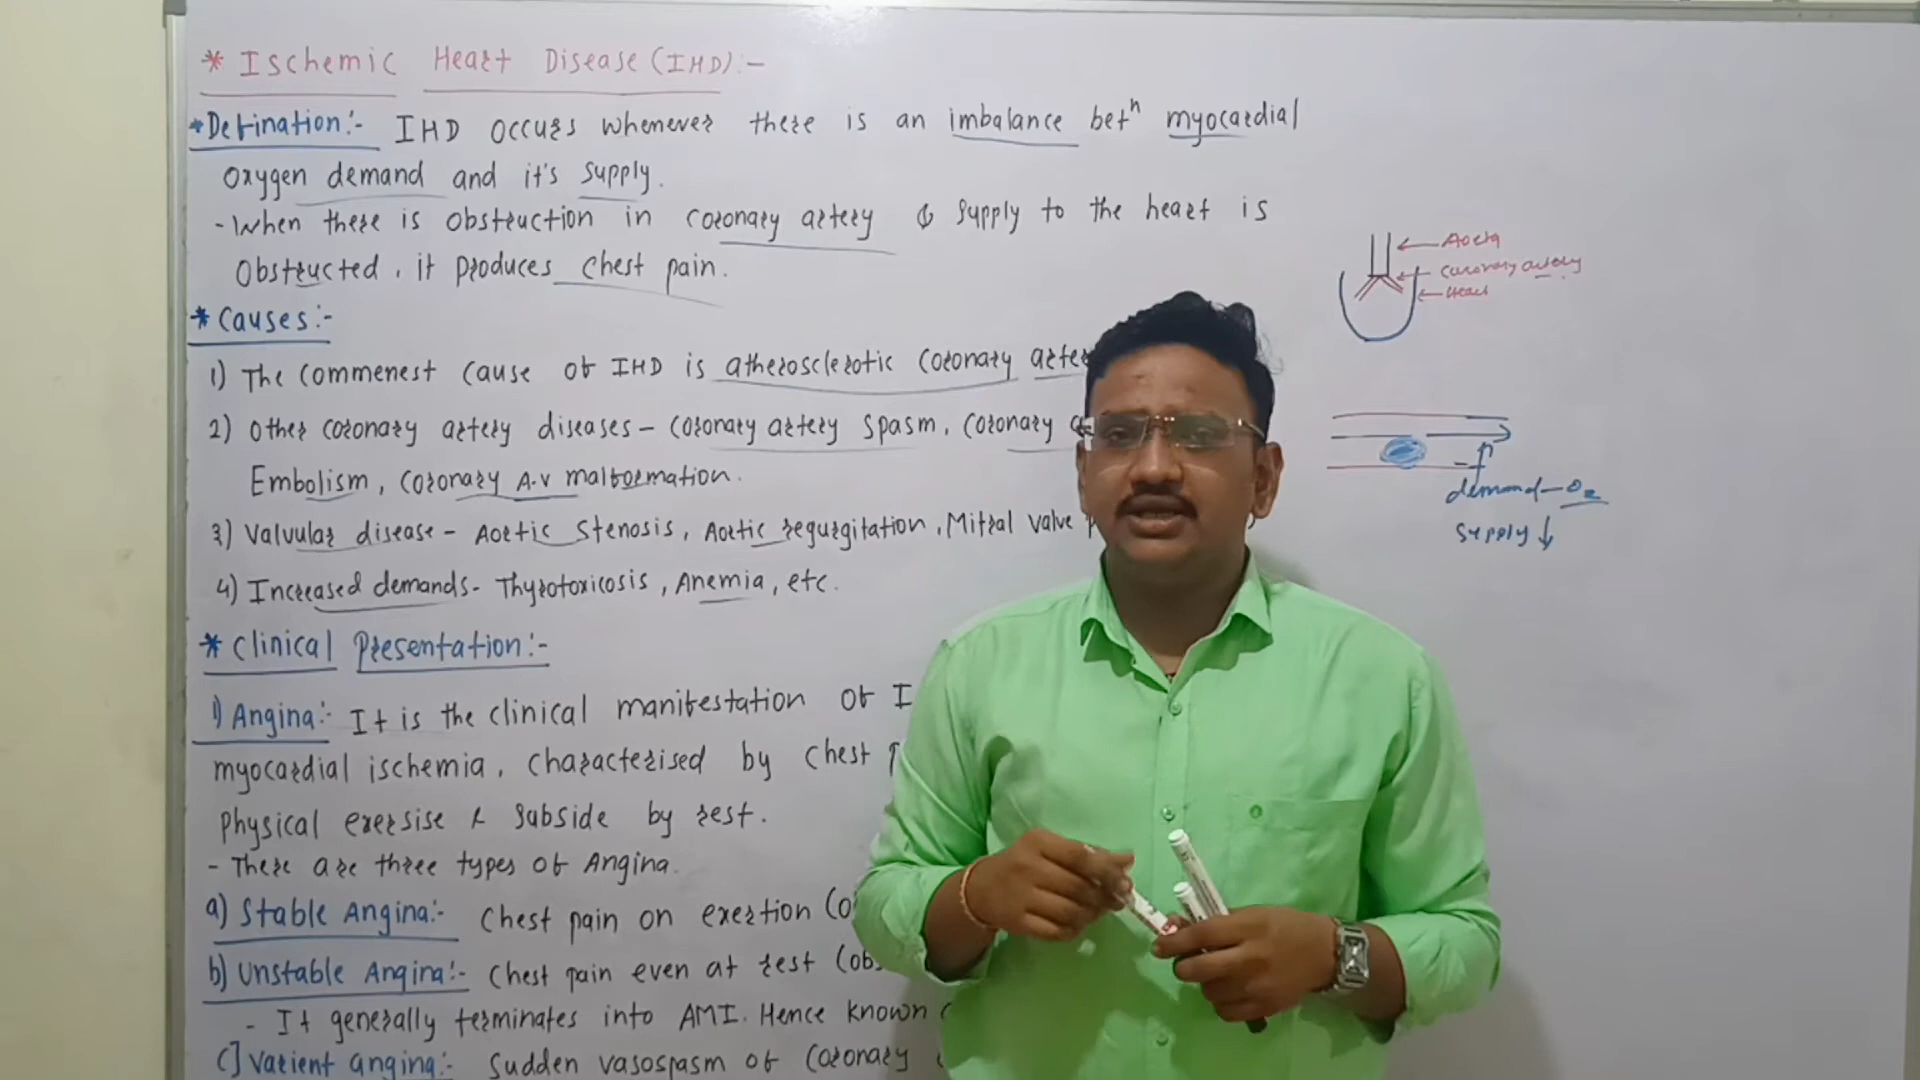 * Ischemic Heart Disease (IHD):-
*Defination:- IHD occurs whenever there is an imbalance betⁿ myocardial
oxygen demand and it's supply.
- When there is obstruction in coronary artery & supply to the heart is
obstructed, it produces chest pain.
* Causes:-
1) The commenest cause of IHD is atherosclerotic coronary
2) Other coronary artery diseases - coronary artery spasm, coronary
Embolism, coronary A.V malformation.
3) Valvular disease - Aortic stenosis, Aortic regurgitation, Mitral valve
4) Increased demands- Thyrotoxicosis, Anemia, etc.
* Clinical Presentation:-
1) Angina:- It is the clinical manifestation of
myocardial ischemia, characterised by chest
physical exersise & subside by rest.
- There are three types of Angina.
a) Stable Angina:- Chest pain on exertion
b) Unstable Angina:- Chest pain even at rest
- It generally terminates into AMI. Hence known
C] Varient angina:- Sudden vasospasm of coronary
Aorta
coronary artery
Heart
demand-O₂
supply ↓